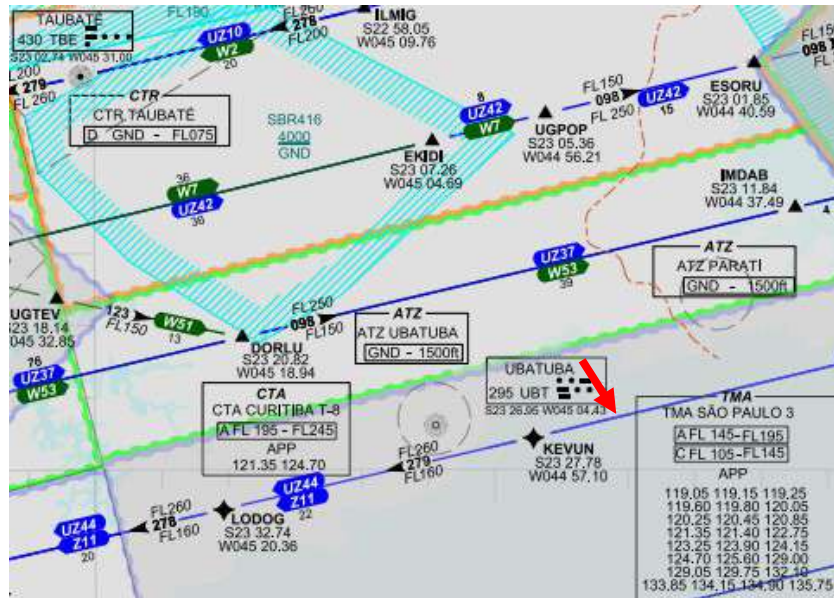 TAUBATÉ
430 TBE
S23 02.74 W045 31.00
FL190
UZ10
W2
20
278
FL200
ILMIG
S22 58.05
W045 09.76
FL200
279
FL260
CTR
CTR TAUBATÉ
D GND - FL075
SBR416
4000
GND
8
UZ42
W7
EKIDI
S23 07.26
W045 04.69
UGPOP
S23 05.36
W044 56.21
FL150
098
FL 250
UZ42
15
ESORU
S23 01.85
W044 40.59
FL150
098
IMDAB
S23 11.84
W044 37.49
4
36
W7
UZ42
36
UGTEV
S23 18.14
W045 32.85
123
FL150
W51
13
DORLU
S23 20.82
W045 18.94
FL250
098
FL150
ATZ
ATZ UBATUBA
GND - 1500ft
UZ37
W53
39
ATZ
ATZ PARATI
GND - 1500ft
76
UZ37
W53
CTA
CTA CURITIBA T-8
A FL 195 - FL245
APP
121.35 124.70
UBATUBA
295 UBT
S23 26.95 W045 04.43
KEVUN
S23 27.78
W044 57.10
FL260
279
FL160
UZ44
Z11
22
LODOG
S23 32.74
W045 20.36
FL260
278
FL160
UZ44
Z11
20
TMA
TMA SÃO PAULO 3
A FL 145-FL195
C FL 105-FL145
APP
119.05 119.15 119.25
119.60 119.80 120.05
120.25 120.45 120.85
121.35 121.40 122.75
123.25 123.90 124.15
124.70 125.60 129.00
129.05 129.75 132.10
133.85 134.15 134.90 135.75